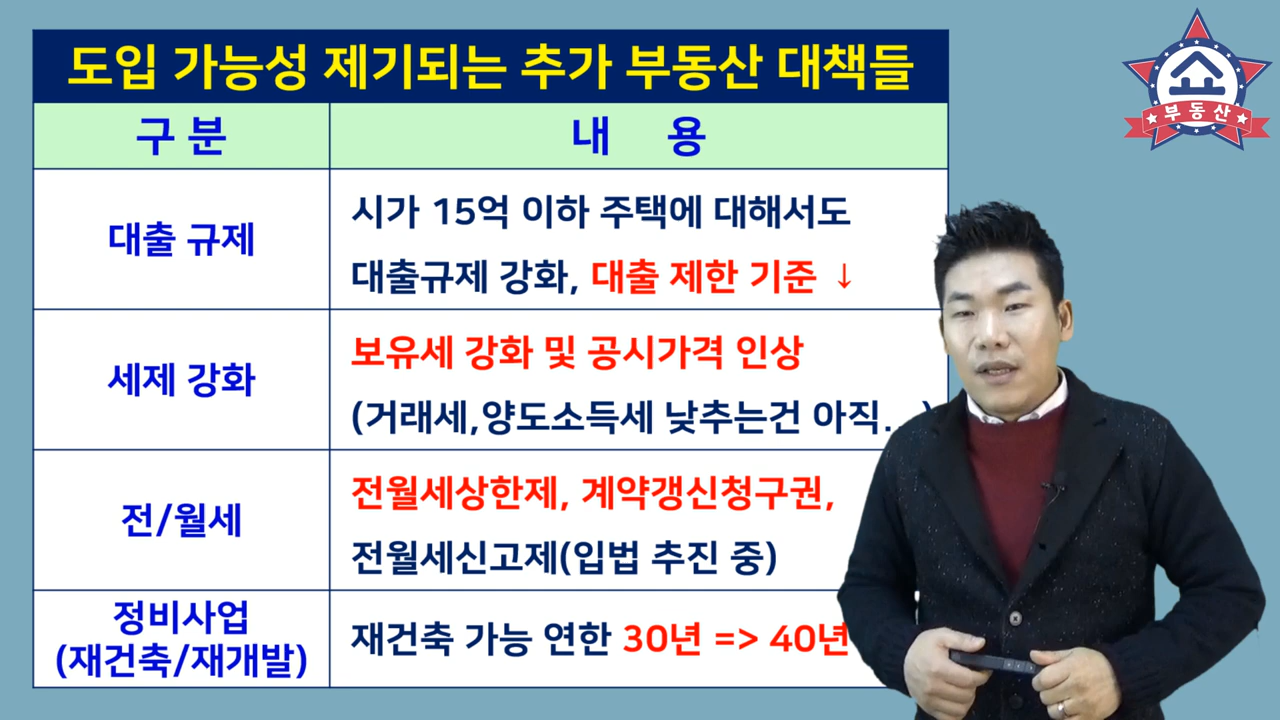 도입 가능성 제기되는 추가 부동산 대책들
구 분
내 용
대출 규제
시가 15억 이하 주택에 대해서도
대출규제 강화, 대출 제한 기준 ↓
세제 강화
보유세 강화 및 공시가격 인상
(거래세,양도소득세 낮추는건 아직..)
전/월세
전월세상한제, 계약갱신청구권,
전월세신고제(입법 추진 중)
정비사업
(재건축/재개발)
재건축 가능 연한 30년 => 40년
부동산